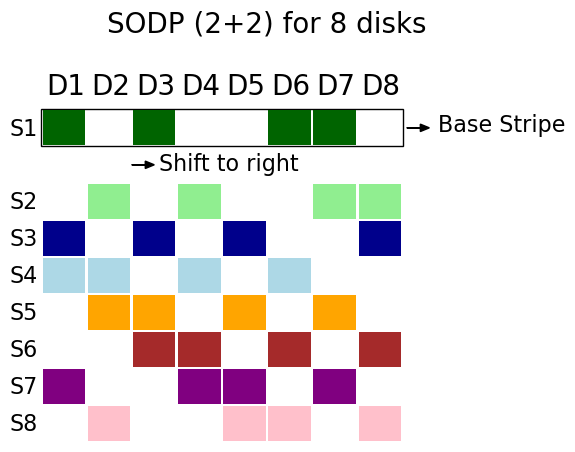 SODP (2+2) for 8 disks
D1 D2 D3 D4 D5 D6 D7 D8
S1 Base Stripe
Shift to right
S2
S3
S4
S5
S6
S7
S8